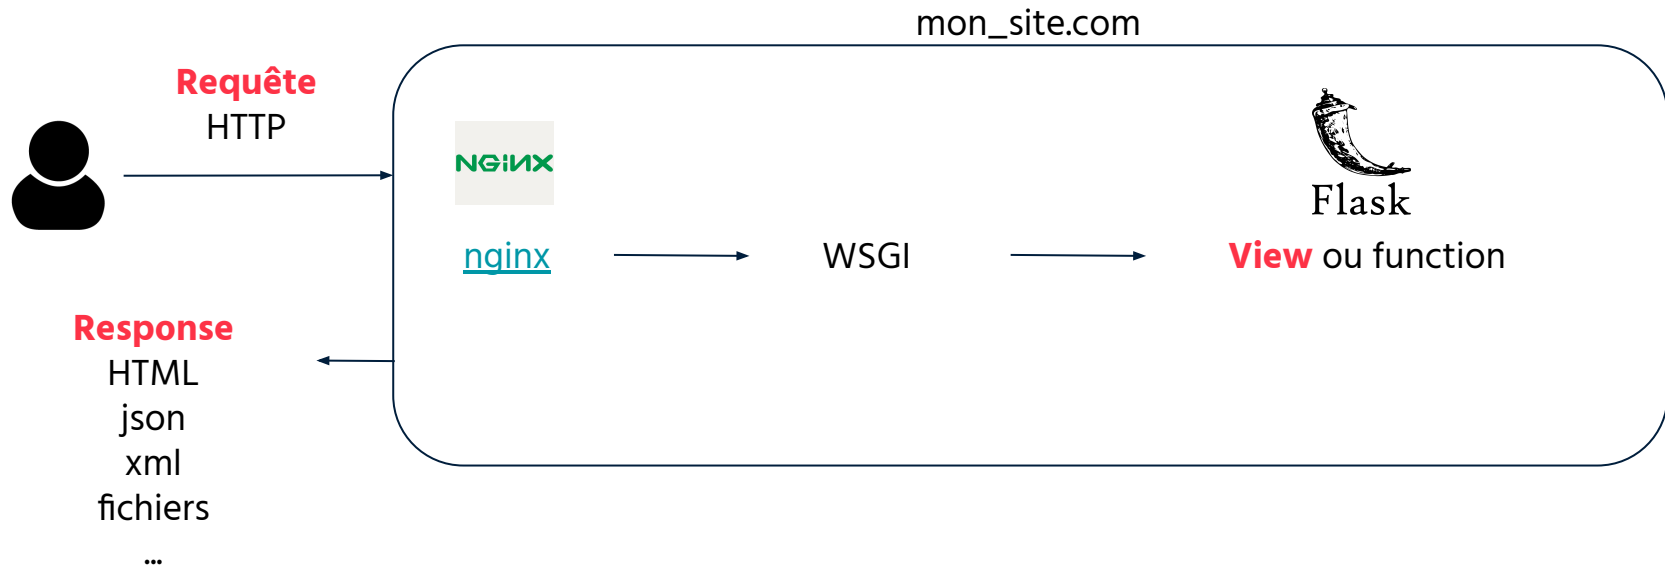 mon_site.com
Requête
HTTP
NGINX
Flask
nginx
WSGI
View ou function
Response
HTML
json
xml
fichiers
...